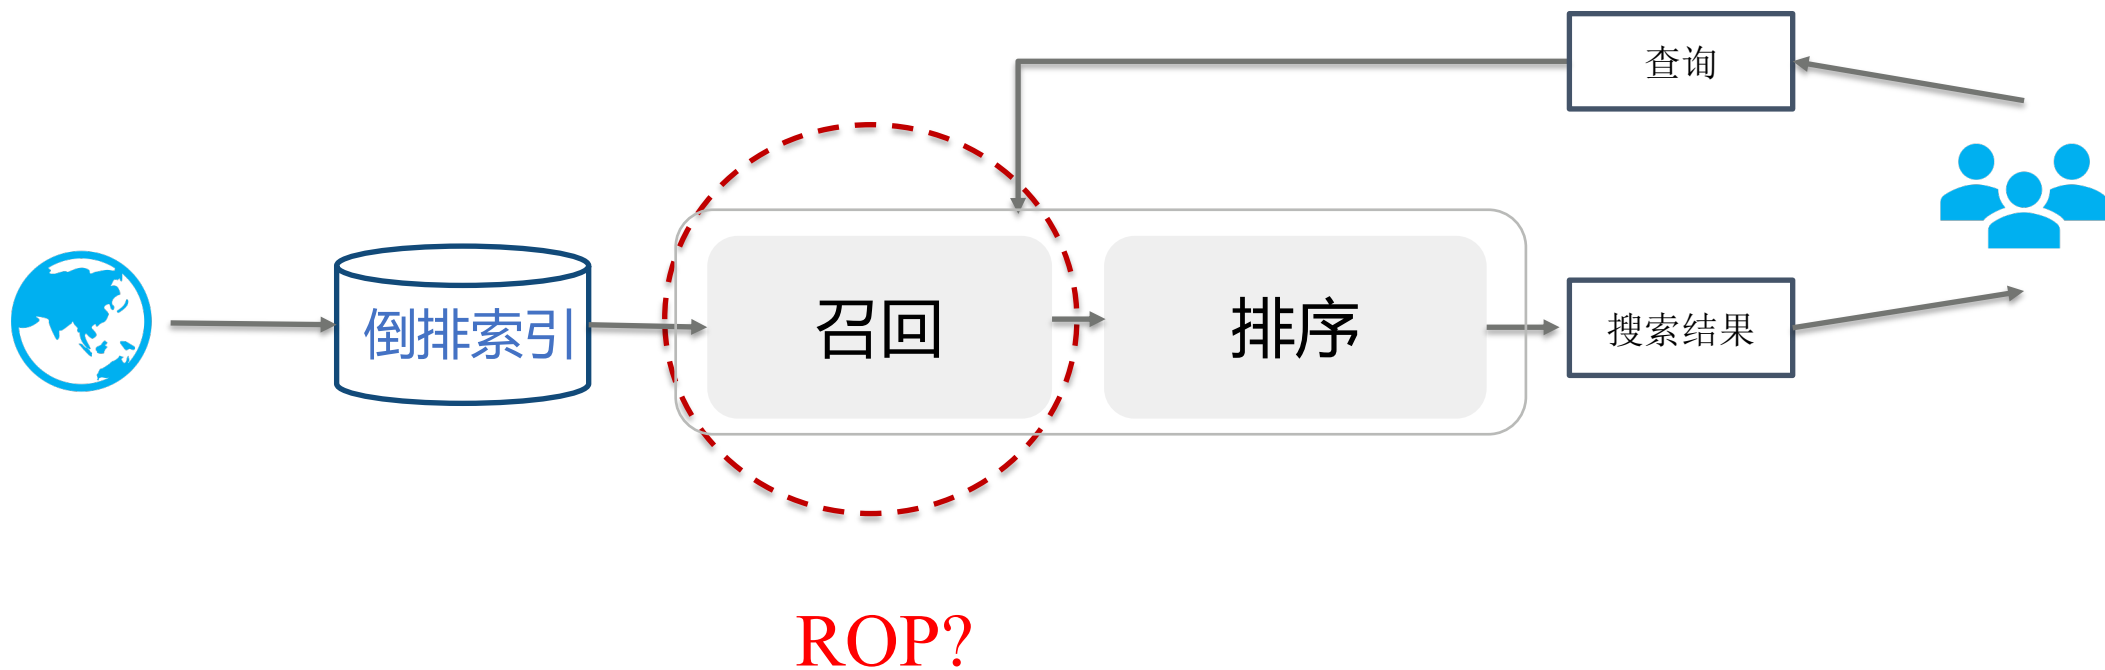 查询
倒排索引
召回
排序
搜索结果
ROP?